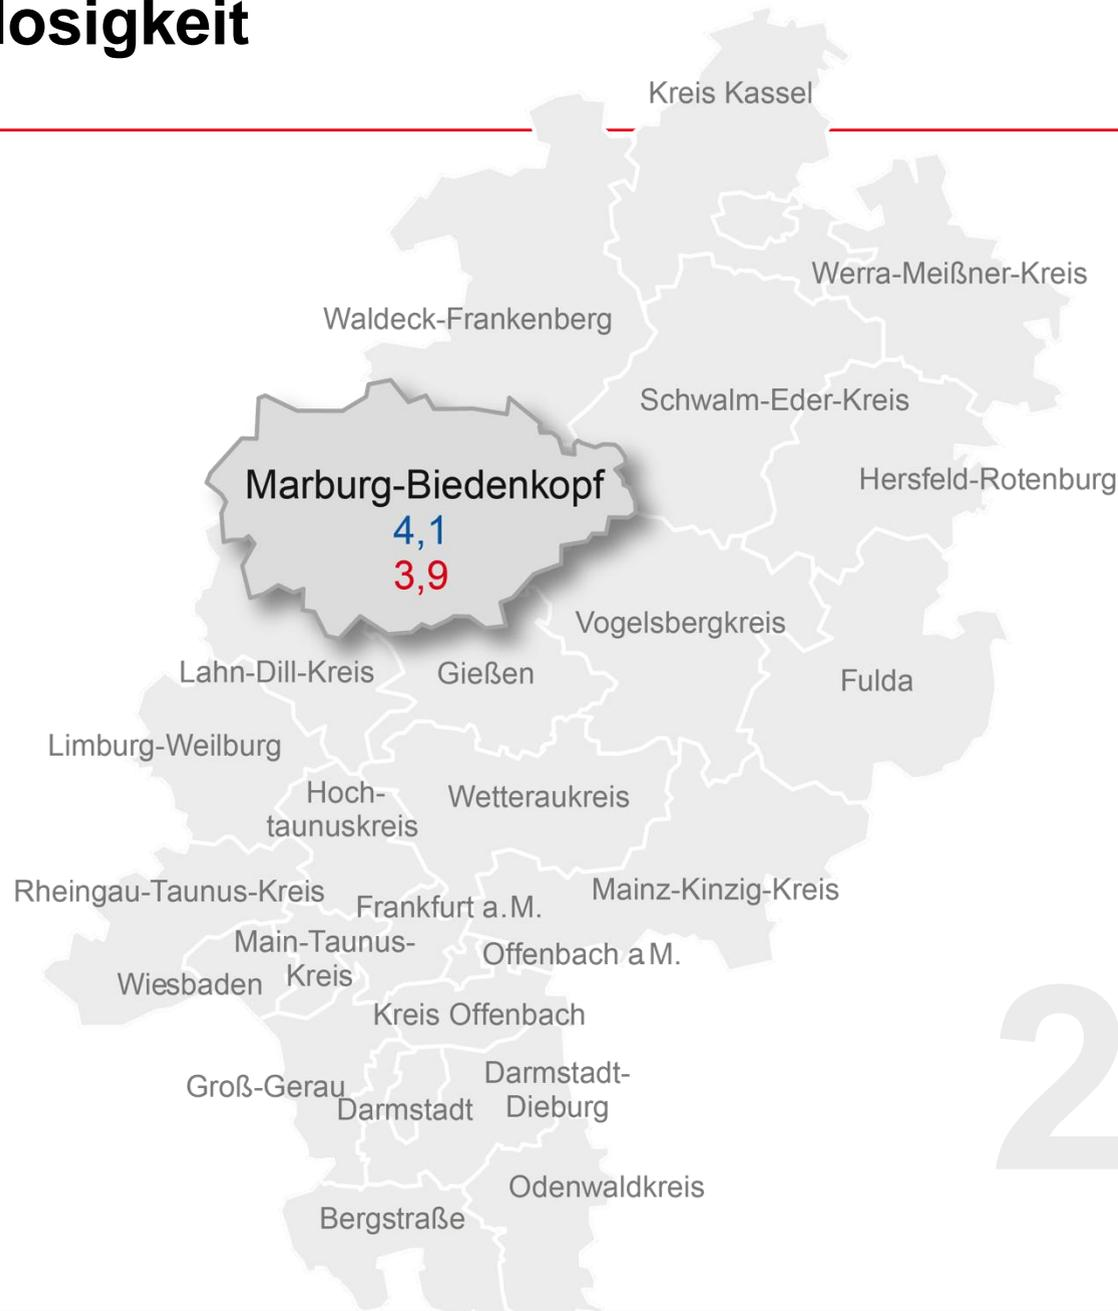 losigkeit
Kreis Kassel
Werra-Meißner-Kreis
Waldeck-Frankenberg
Schwalm-Eder-Kreis
Hersfeld-Rotenburg
Marburg-Biedenkopf
4,1
3,9
Vogelsbergkreis
Lahn-Dill-Kreis
Gießen
Fulda
Limburg-Weilburg
Hoch-
taunuskreis
Wetteraukreis
Rheingau-Taunus-Kreis
Mainz-Kinzig-Kreis
Frankfurt a.M.
Main-Taunus-
Kreis
Offenbach a M.
Wiesbaden
Kreis Offenbach
Groß-Gerau
Darmstadt
Darmstadt-
Dieburg
Odenwaldkreis
Bergstraße
2